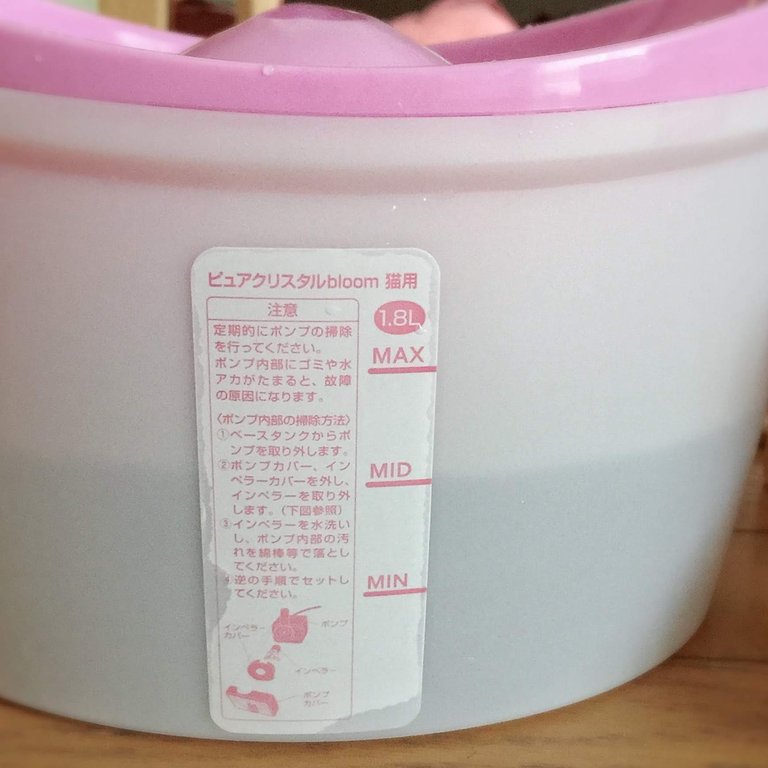 ピュアクリスタルbloom 猫用
注意
定期的にポンプの掃除
を行ってください。
ポンプ内部にゴミや水
アカがたまると、故障
の原因になります。
〈ポンプ内部の掃除方法〉
①ベースタンクからポ
ンプを取り外します。
②ポンプカバー、イン
ペラーカバーを外し、
インペラーを取り外
します。(下図参照)
③インペラーを水洗い
し、ポンプ内部の汚
れを綿棒等で落とし
てください。
逆の手順でセットし
てください。
インペラー
カバー
ポンプ
インペラー
ポンプ
カバー
1.8L
MAX
MID
MIN